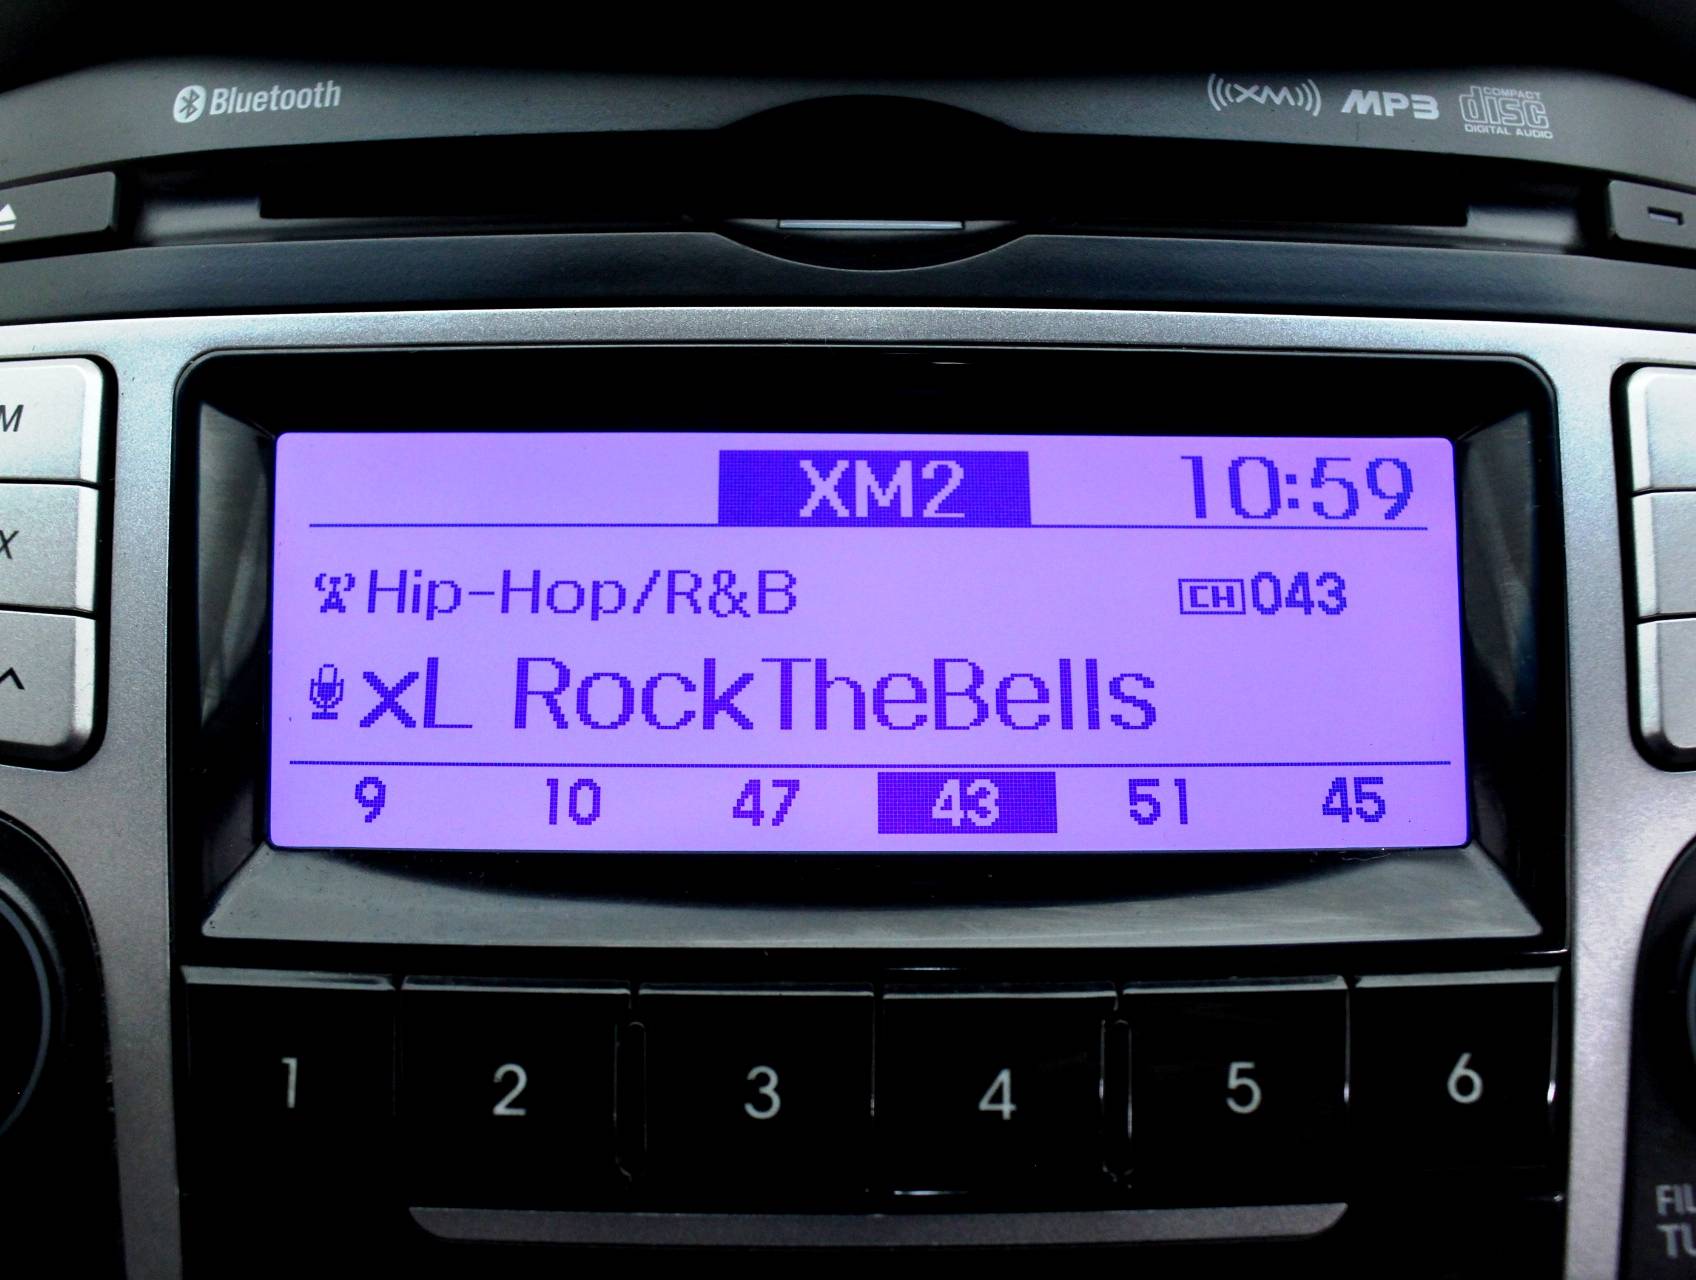 Bluetooth
XM MP3 COMPACT disc DIGITAL AUDIO
XM2 10:59
Hip-Hop/R&B CH 043
xL RockTheBells
9 10 47 43 51 45
1 2 3 4 5 6